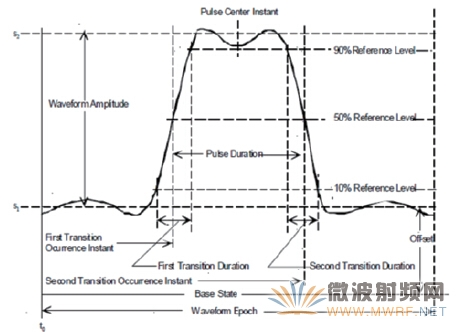 Pulse Center Instant
s₂
90% Reference Level
Waveform Amplitude
50% Reference Level
Pulse Duration
10% Reference Level
s₁
Offset
First Transition
Ocurrence Instant
First Transition Duration
Second Transition Duration
Second Transition Occurrence Instant
Base State
Waveform Epoch
t₀
微波射频网
WWW.MWRF.NET